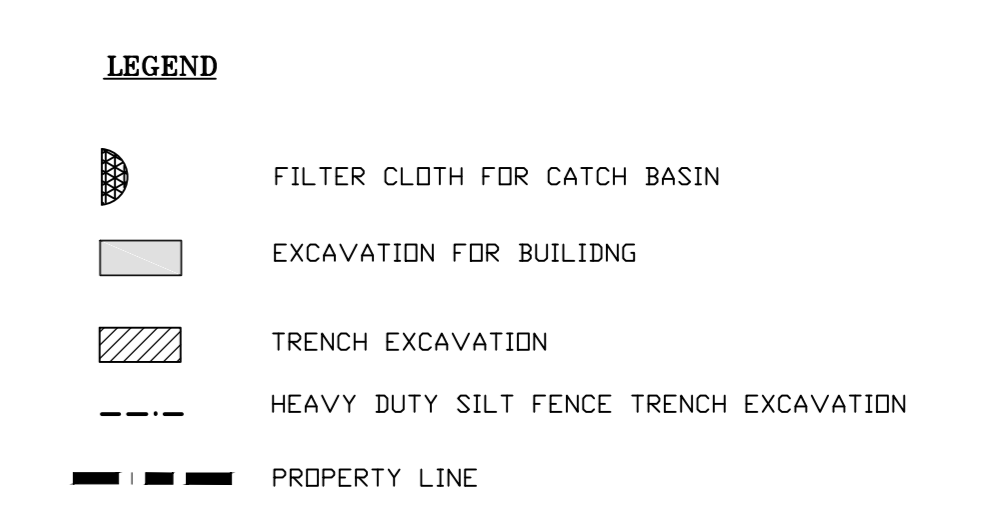 LEGEND
FILTER CLOTH FOR CATCH BASIN
EXCAVATION FOR BUILIDNG
TRENCH EXCAVATION
HEAVY DUTY SILT FENCE TRENCH EXCAVATION
PROPERTY LINE